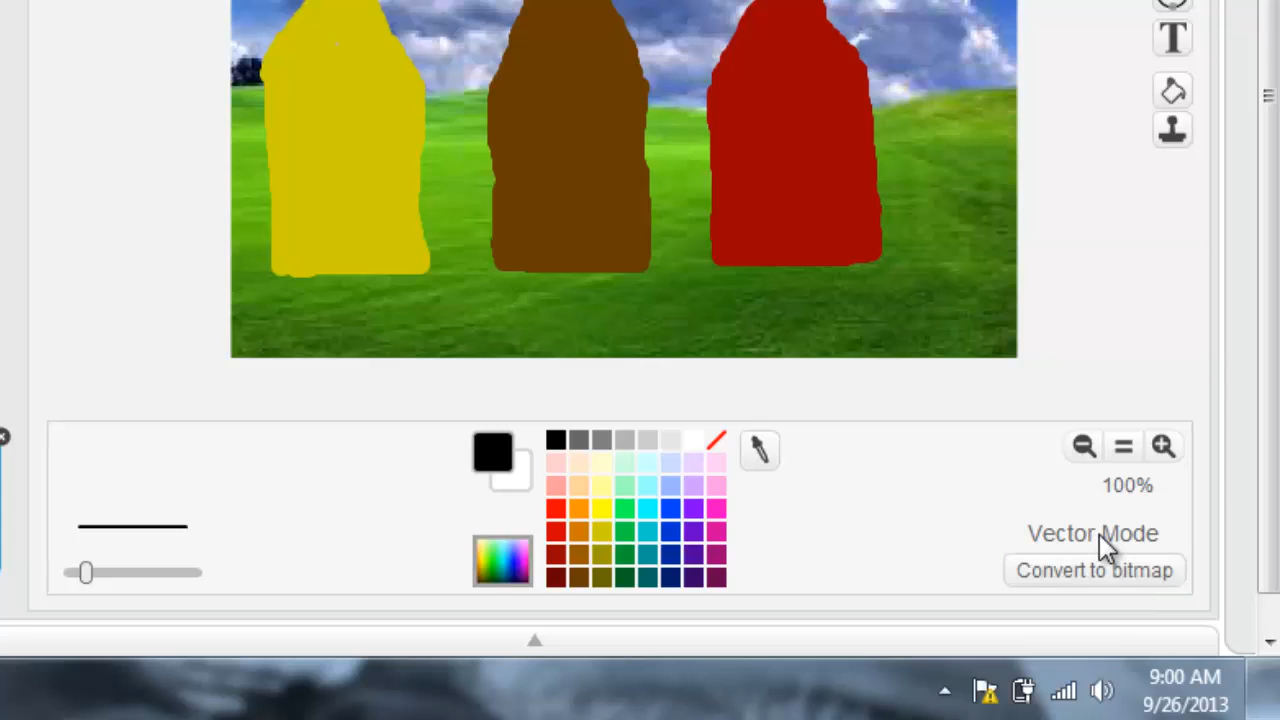 T
100%
Vector Mode
Convert to bitmap
9:00 AM
9/26/2013